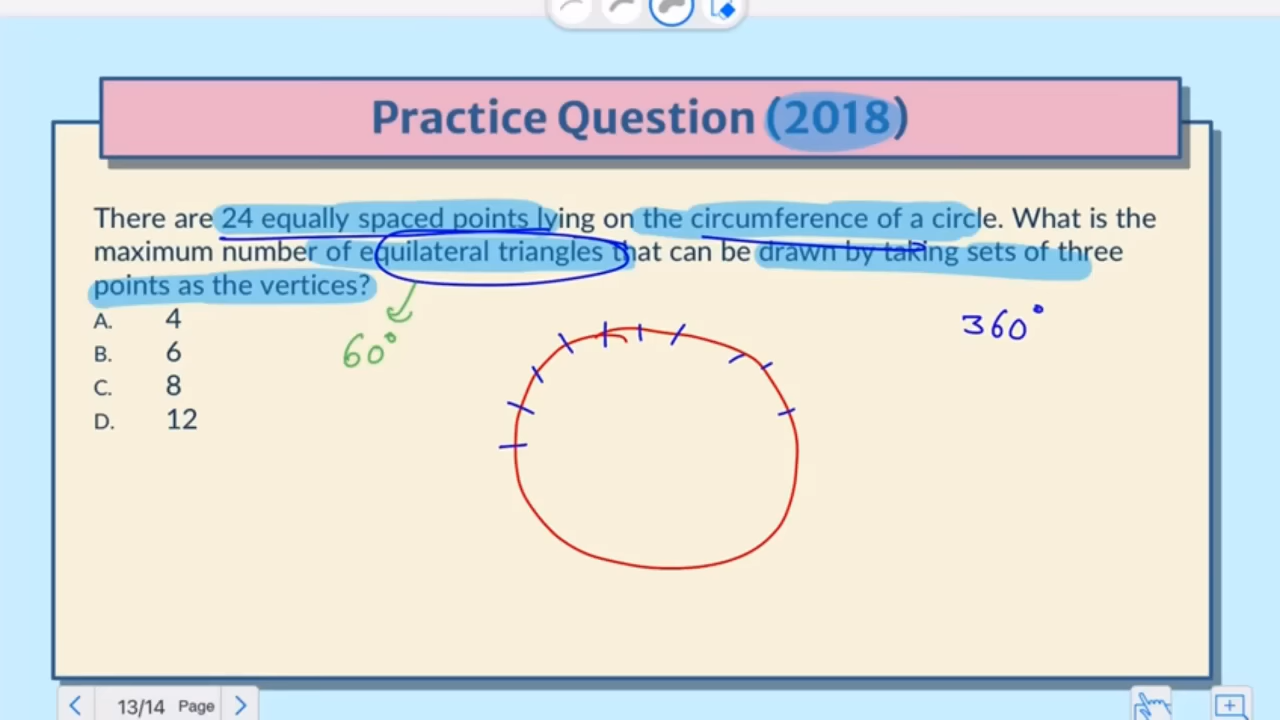 Practice Question (2018)
There are 24 equally spaced points lying on the circumference of a circle. What is the
maximum number of equilateral triangles that can be drawn by taking sets of three
points as the vertices?
A. 4
B. 6
C. 8
D. 12
60°
360°
13/14 Page